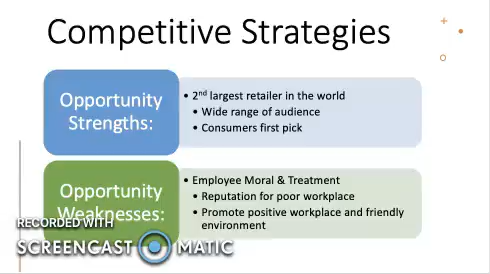 Competitive Strategies
Opportunity
Strengths:
• 2nd largest retailer in the world
• Wide range of audience
• Consumers first pick
Opportunity
Weaknesses:
• Employee Moral & Treatment
• Reputation for poor workplace
• Promote positive workplace and friendly
environment
RECORDED WITH
SCREENCAST MATIC